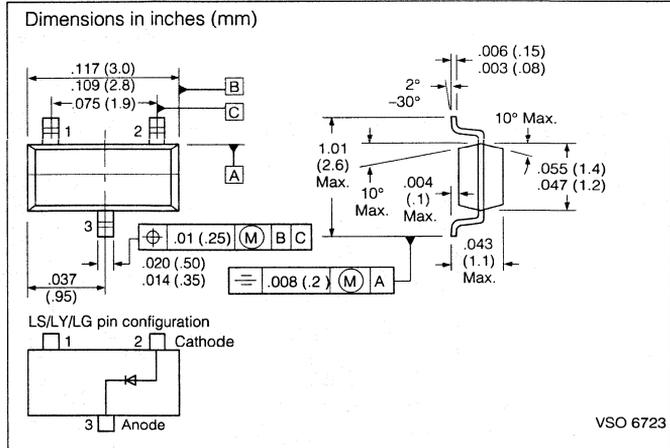 Dimensions in inches (mm)
.117 (3.0)
.109 (2.8)
.075 (1.9)
B
C
1
2
A
3
.01 (.25) M B C
.020 (.50)
.014 (.35)
.037
(.95)
.008 (.2) M A
.006 (.15)
.003 (.08)
2°
–30°
10° Max.
1.01
(2.6)
Max.
10°
Max.
.004
(.1)
Max.
.055 (1.4)
.047 (1.2)
.043
(1.1)
Max.
LS/LY/LG pin configuration
1
2 Cathode
3 Anode
VSO 6723